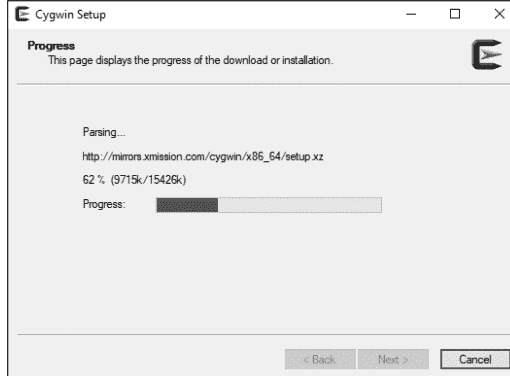 Cygwin Setup
Progress
This page displays the progress of the download or installation.
Parsing...
http://mirrors.xmission.com/cygwin/x86_64/setup.xz
62 % (9715k/15426k)
Progress:
< Back Next > Cancel